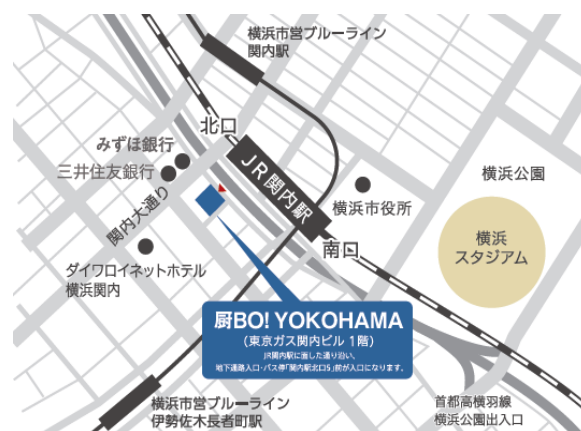 横浜市営ブルーライン
関内駅
北口
みずほ銀行
三井住友銀行
JR関内駅
関内大通り
横浜市役所
横浜公園
横浜
スタジアム
南口
ダイワロイネットホテル
横浜関内
厨BO! YOKOHAMA
(東京ガス関内ビル 1階)
JR関内駅に面した通り沿い、
地下通路入口・バス停「関内駅北口5」前が入口になります。
横浜市営ブルーライン
伊勢佐木長者町駅
首都高横羽線
横浜公園出入口